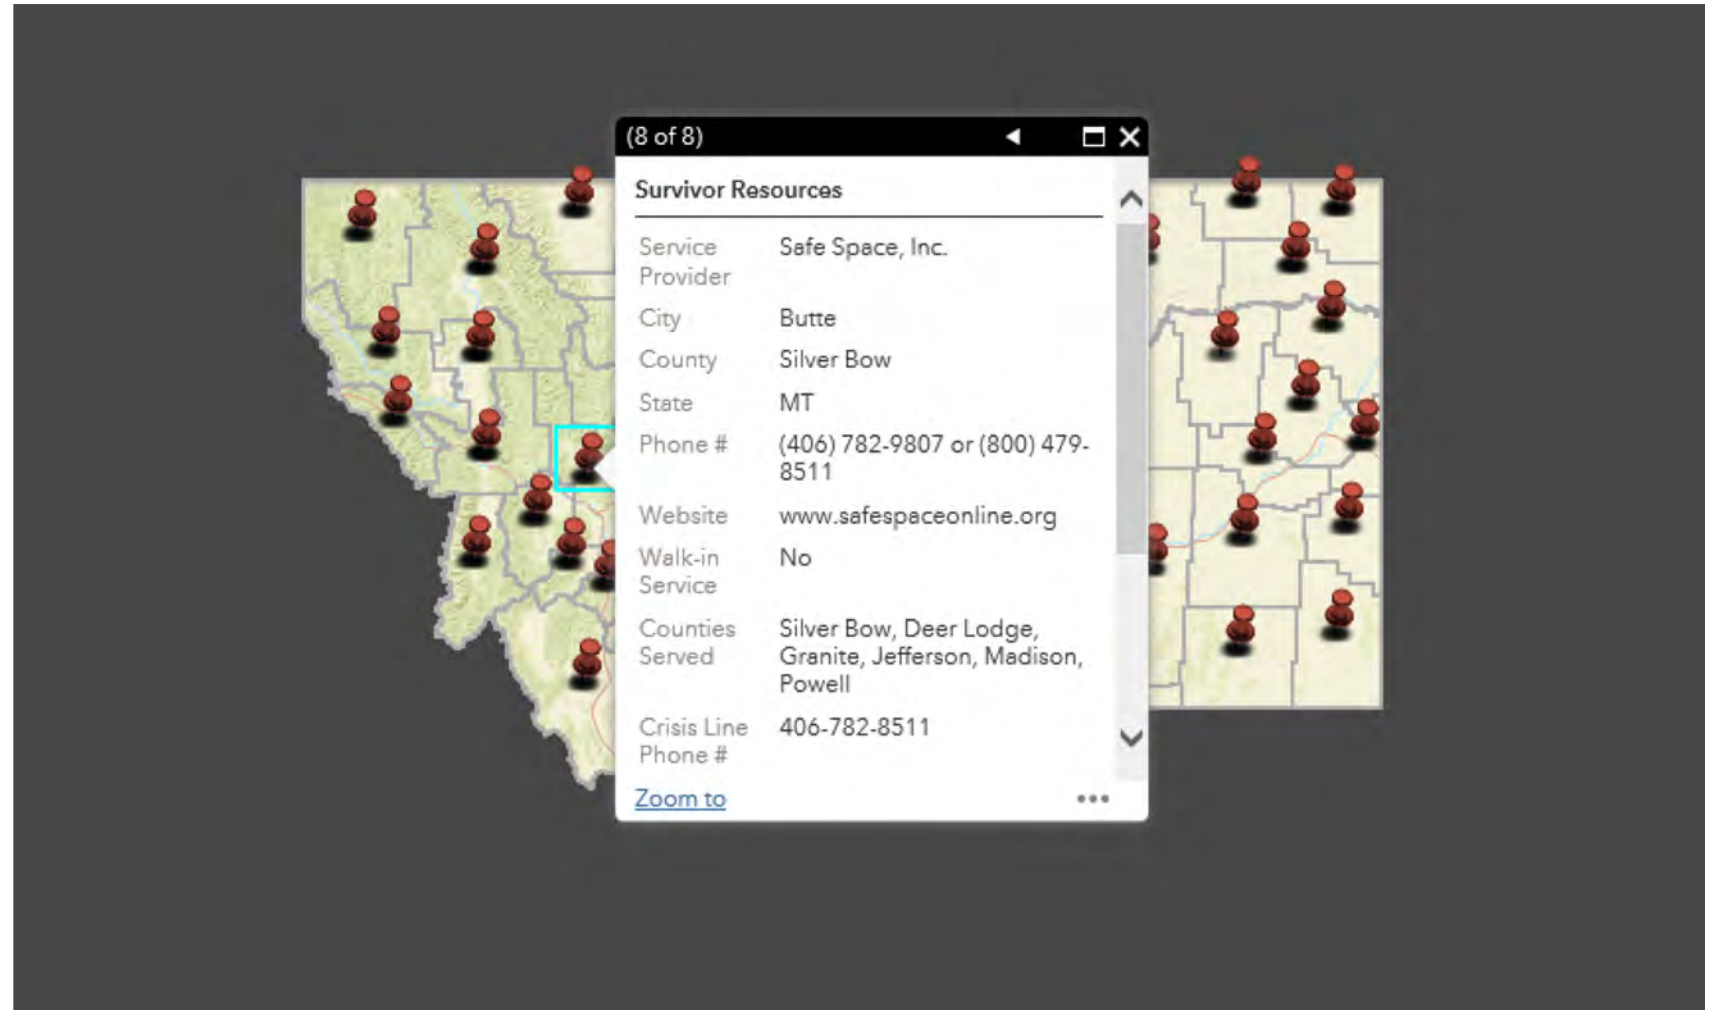 (8 of 8)
Survivor Resources
Service Provider Safe Space, Inc.
City Butte
County Silver Bow
State MT
Phone # (406) 782-9807 or (800) 479-
8511
Website www.safespaceonline.org
Walk-in Service No
Counties Served Silver Bow, Deer Lodge,
Granite, Jefferson, Madison,
Powell
Crisis Line Phone # 406-782-8511
Zoom to